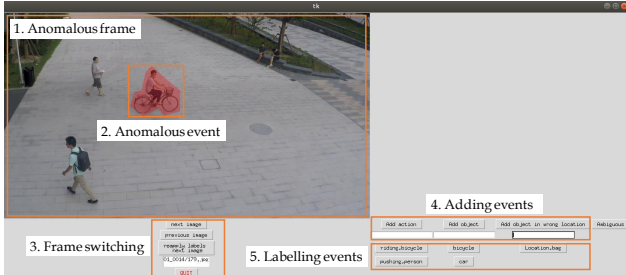 tk
1. Anomalous frame
2. Anomalous event
4. Adding events
next image
Add action
Add object
Add object in wrong location
Ambiguous
previous image
3. Frame switching
reapply labels
next image
5. Labelling events
riding.bicycle
bicycle
Location.bag
01_0014/179.jpg
pushing.person
car
QUIT